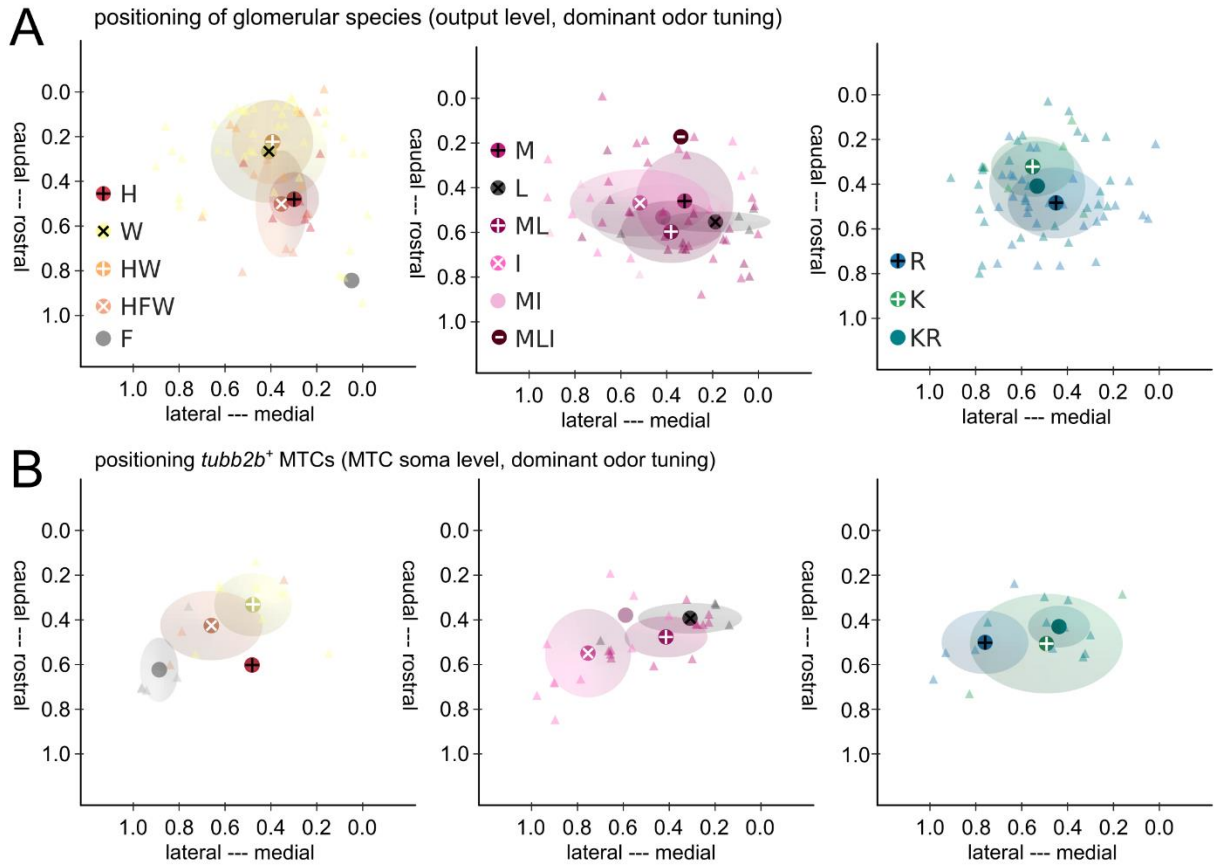 A
positioning of glomerular species (output level, dominant odor tuning)
caudal --- rostral
0.0
0.2
0.4
0.6
0.8
1.0
H
W
HW
HFW
F
1.0 0.8 0.6 0.4 0.2 0.0
lateral --- medial
caudal --- rostral
0.0
0.2
0.4
0.6
0.8
1.0
M
L
ML
I
MI
MLI
1.0 0.8 0.6 0.4 0.2 0.0
lateral --- medial
caudal --- rostral
0.0
0.2
0.4
0.6
0.8
1.0
R
K
KR
1.0 0.8 0.6 0.4 0.2 0.0
lateral --- medial
B
positioning tubb2b+ MTCs (MTC soma level, dominant odor tuning)
caudal --- rostral
0.0
0.2
0.4
0.6
0.8
1.0
1.0 0.8 0.6 0.4 0.2 0.0
lateral --- medial
caudal --- rostral
0.0
0.2
0.4
0.6
0.8
1.0
1.0 0.8 0.6 0.4 0.2 0.0
lateral --- medial
caudal --- rostral
0.0
0.2
0.4
0.6
0.8
1.0
1.0 0.8 0.6 0.4 0.2 0.0
lateral --- medial